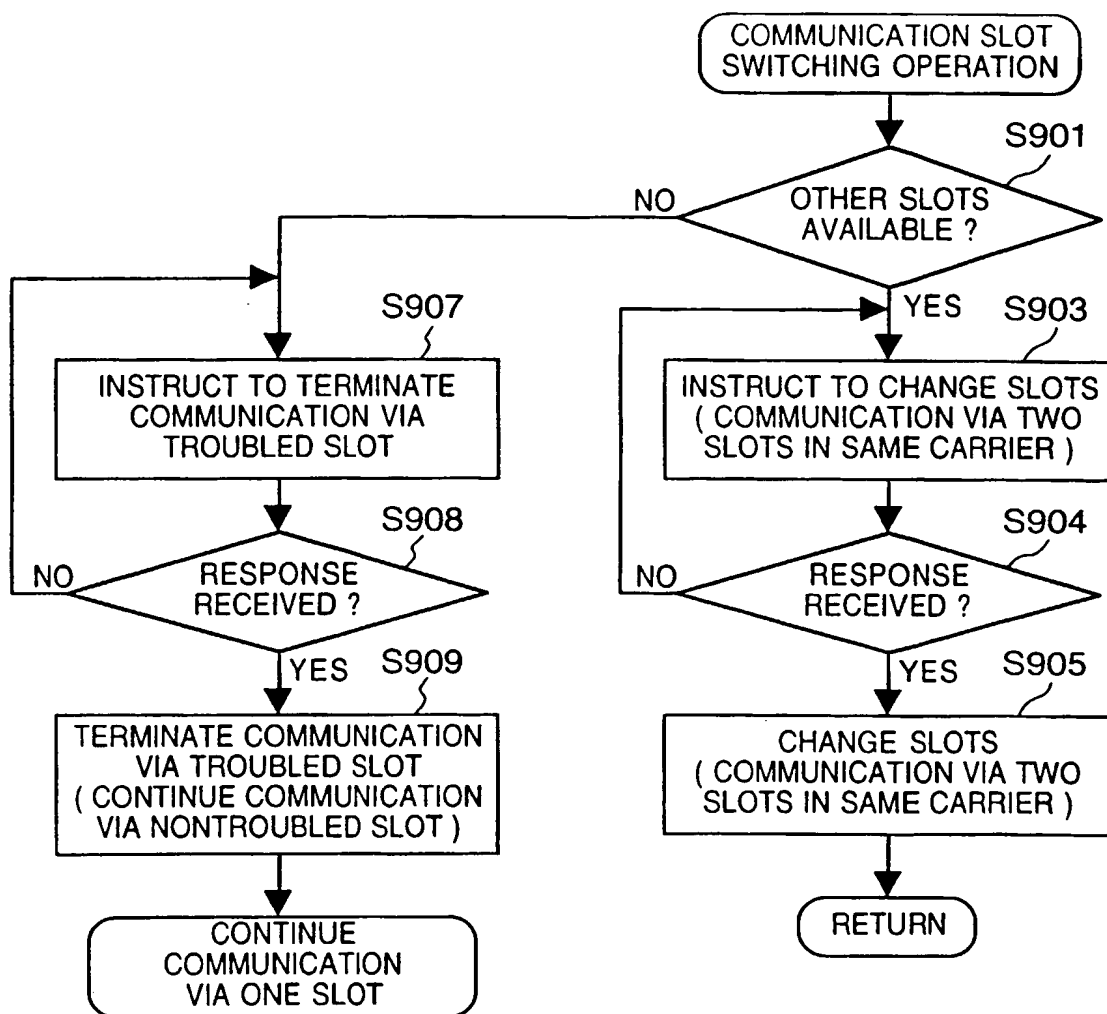 COMMUNICATION SLOT
SWITCHING OPERATION
S901
OTHER SLOTS
AVAILABLE ?
NO
YES
S907
INSTRUCT TO TERMINATE
COMMUNICATION VIA
TROUBLED SLOT
S903
INSTRUCT TO CHANGE SLOTS
( COMMUNICATION VIA TWO
SLOTS IN SAME CARRIER )
S908
RESPONSE
RECEIVED ?
NO
YES
S904
RESPONSE
RECEIVED ?
NO
YES
S909
TERMINATE COMMUNICATION
VIA TROUBLED SLOT
( CONTINUE COMMUNICATION
VIA NONTROUBLED SLOT )
S905
CHANGE SLOTS
( COMMUNICATION VIA TWO
SLOTS IN SAME CARRIER )
CONTINUE
COMMUNICATION
VIA ONE SLOT
RETURN